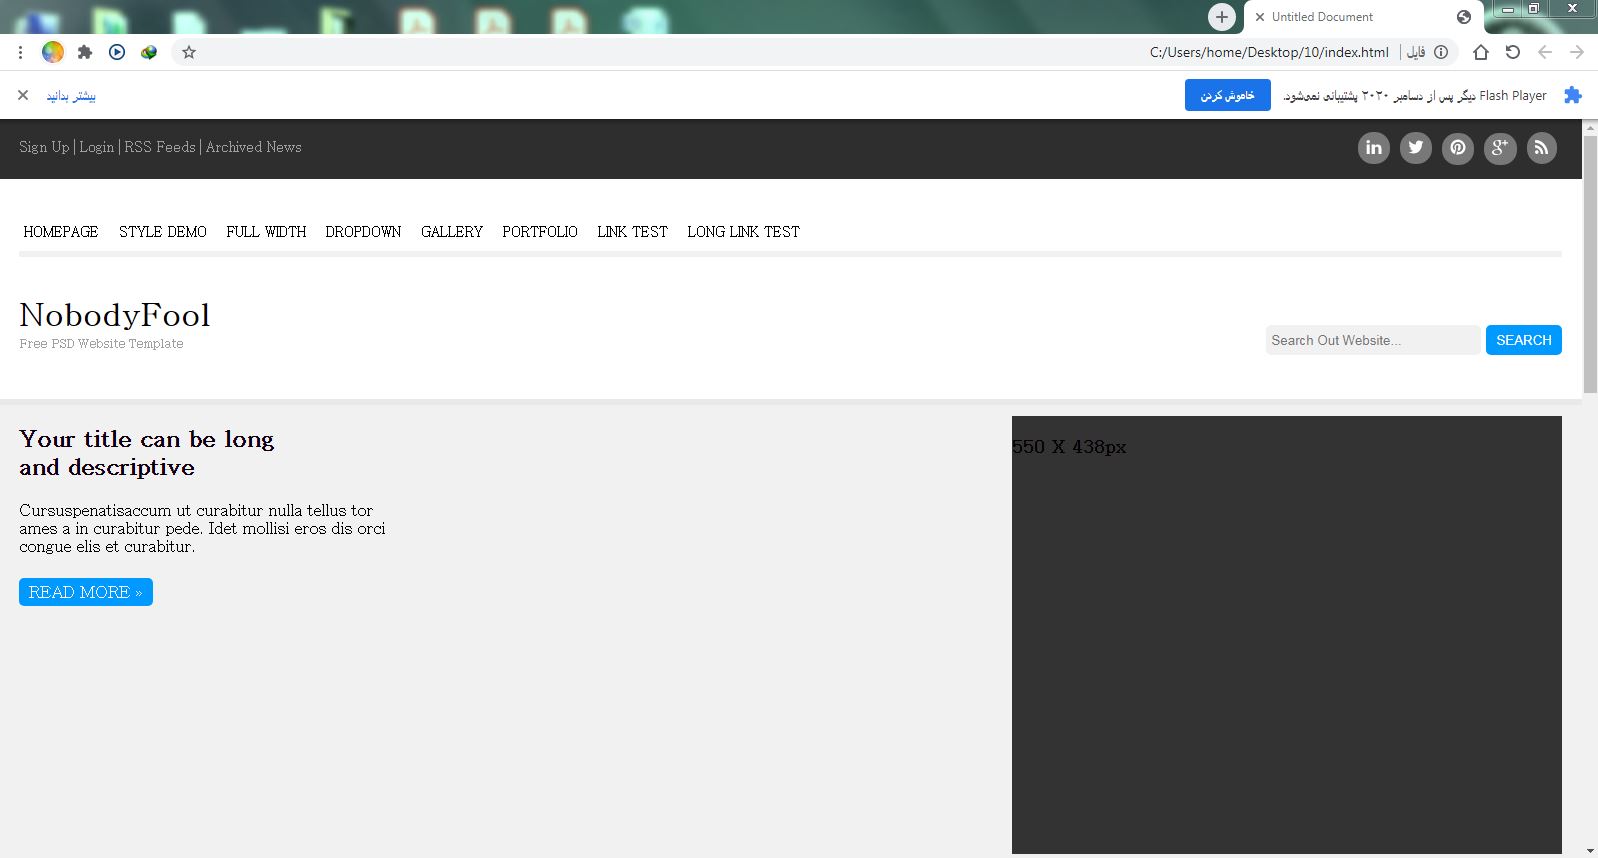 Untitled Document
C:/Users/home/Desktop/10/index.html | فایل
Flash Player دیگر پس از دسامبر ۲۰۲۰ پشتیبانی نمی‌شود.
خاموش کردن
بیشتر بدانید
Sign Up | Login | RSS Feeds | Archived News
HOMEPAGE STYLE DEMO FULL WIDTH DROPDOWN GALLERY PORTFOLIO LINK TEST LONG LINK TEST
NobodyFool
Free PSD Website Template
Search Out Website...
SEARCH
Your title can be long
and descriptive
Cursuspenatisaccum ut curabitur nulla tellus tor
ames a in curabitur pede. Idet mollisi eros dis orci
congue elis et curabitur.
READ MORE »
550 X 438px